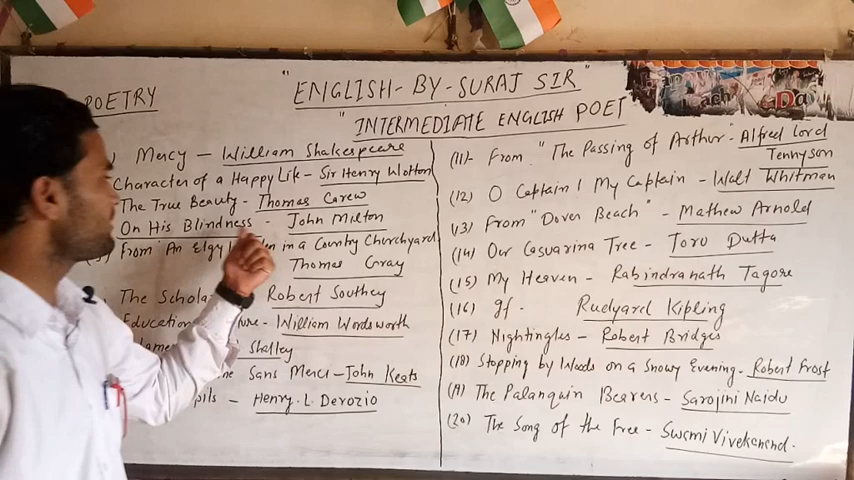 "ENGLISH-BY-SURAJ SIR"
POETRY
"INTERMEDIATE ENGLISH POET
Mercy - William Shakespeare
Character of a Happy Life - Sir Henry Wotton
The True Beauty - Thomas Carew
On His Blindness - John Milton
From "An Elgy in a Country Churchyard
Thomas Gray
The Schola Robert Southey
Education ure - William Wordsworth
Shelley
Sans Merci - John Keats
pils - Henry. L. Derozio
(11)- From "The Passing of Arthur" - Alfred Lord
Tennyson
(12) O Captain! My Captain - Walt Whitman
(13) From "Dover Beach" - Mathew Arnold
(14) Our Casuarina Tree - Toru Dutta
(15) My Heaven - Rabindranath Tagore
(16) If - Rudyard Kipling
(17) Nightingles - Robert Bridges
(18) Stopping by Woods on a Snowy Evening - Robert Frost
(19) The Palanquin Bearers - Sarojini Naidu
(20) The Song of the Free - Swami Vivekanand.